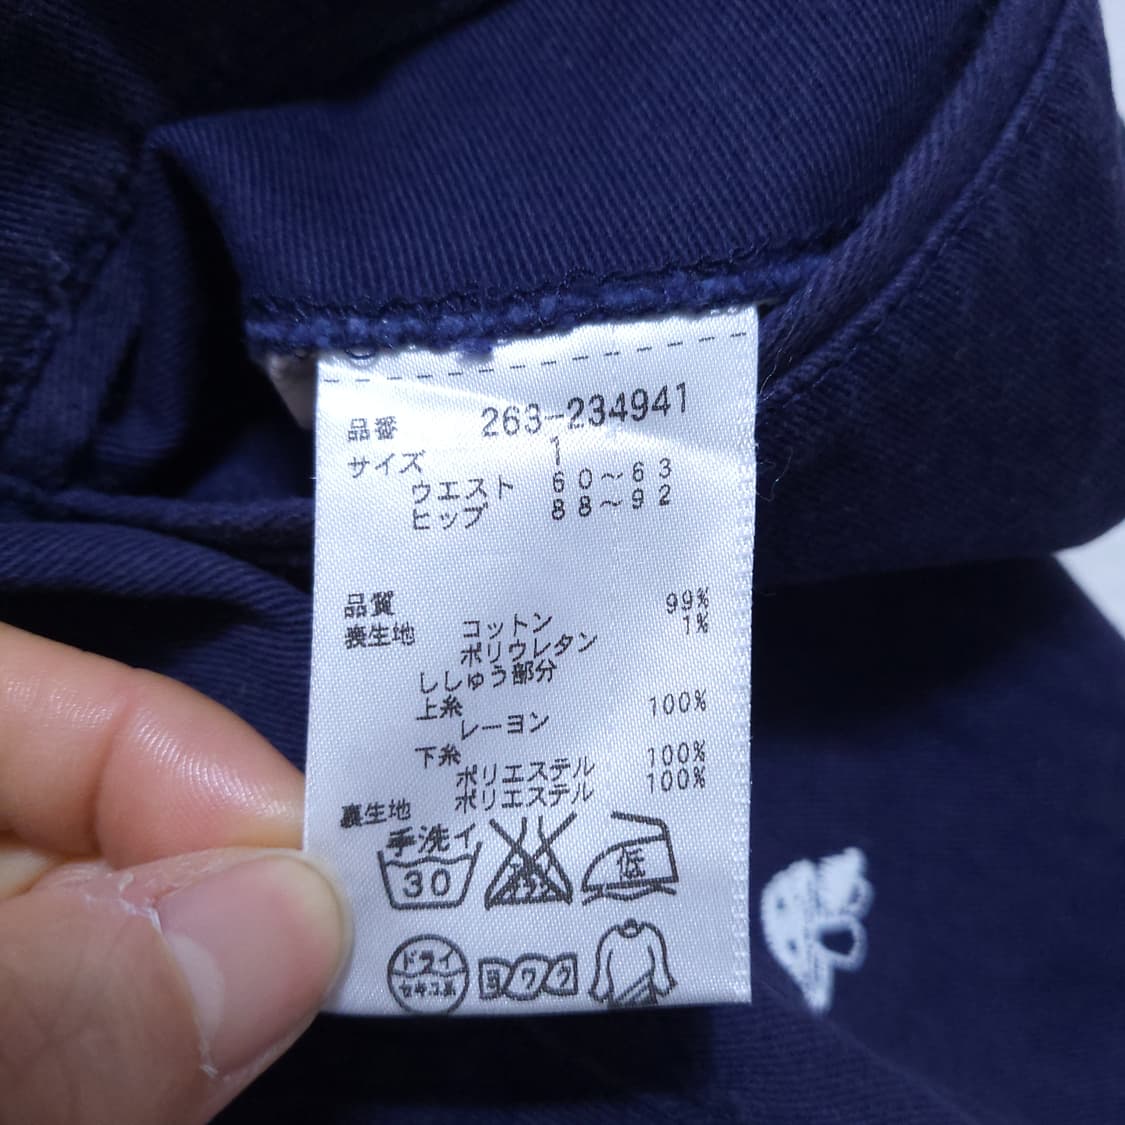 品番 263-234941
サイズ 1
ウエスト 60～63
ヒップ 88～92
品質
表生地 コットン 99%
ポリウレタン 1%
ししゅう部分
上糸
レーヨン 100%
下糸
ポリエステル 100%
裏生地 ポリエステル 100%
手洗イ
30
低
ドライ
セキユ系
ヨワク